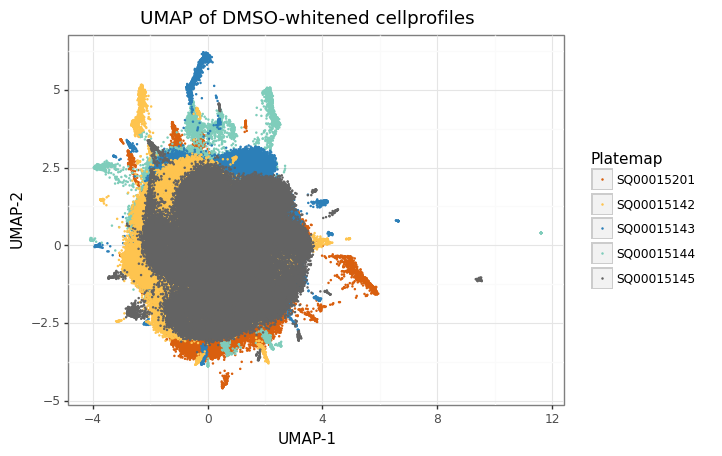 UMAP of DMSO-whitened cellprofiles
5
2.5
0
−2.5
−5
UMAP-2
−4
0
4
8
12
UMAP-1
Platemap
SQ00015201
SQ00015142
SQ00015143
SQ00015144
SQ00015145